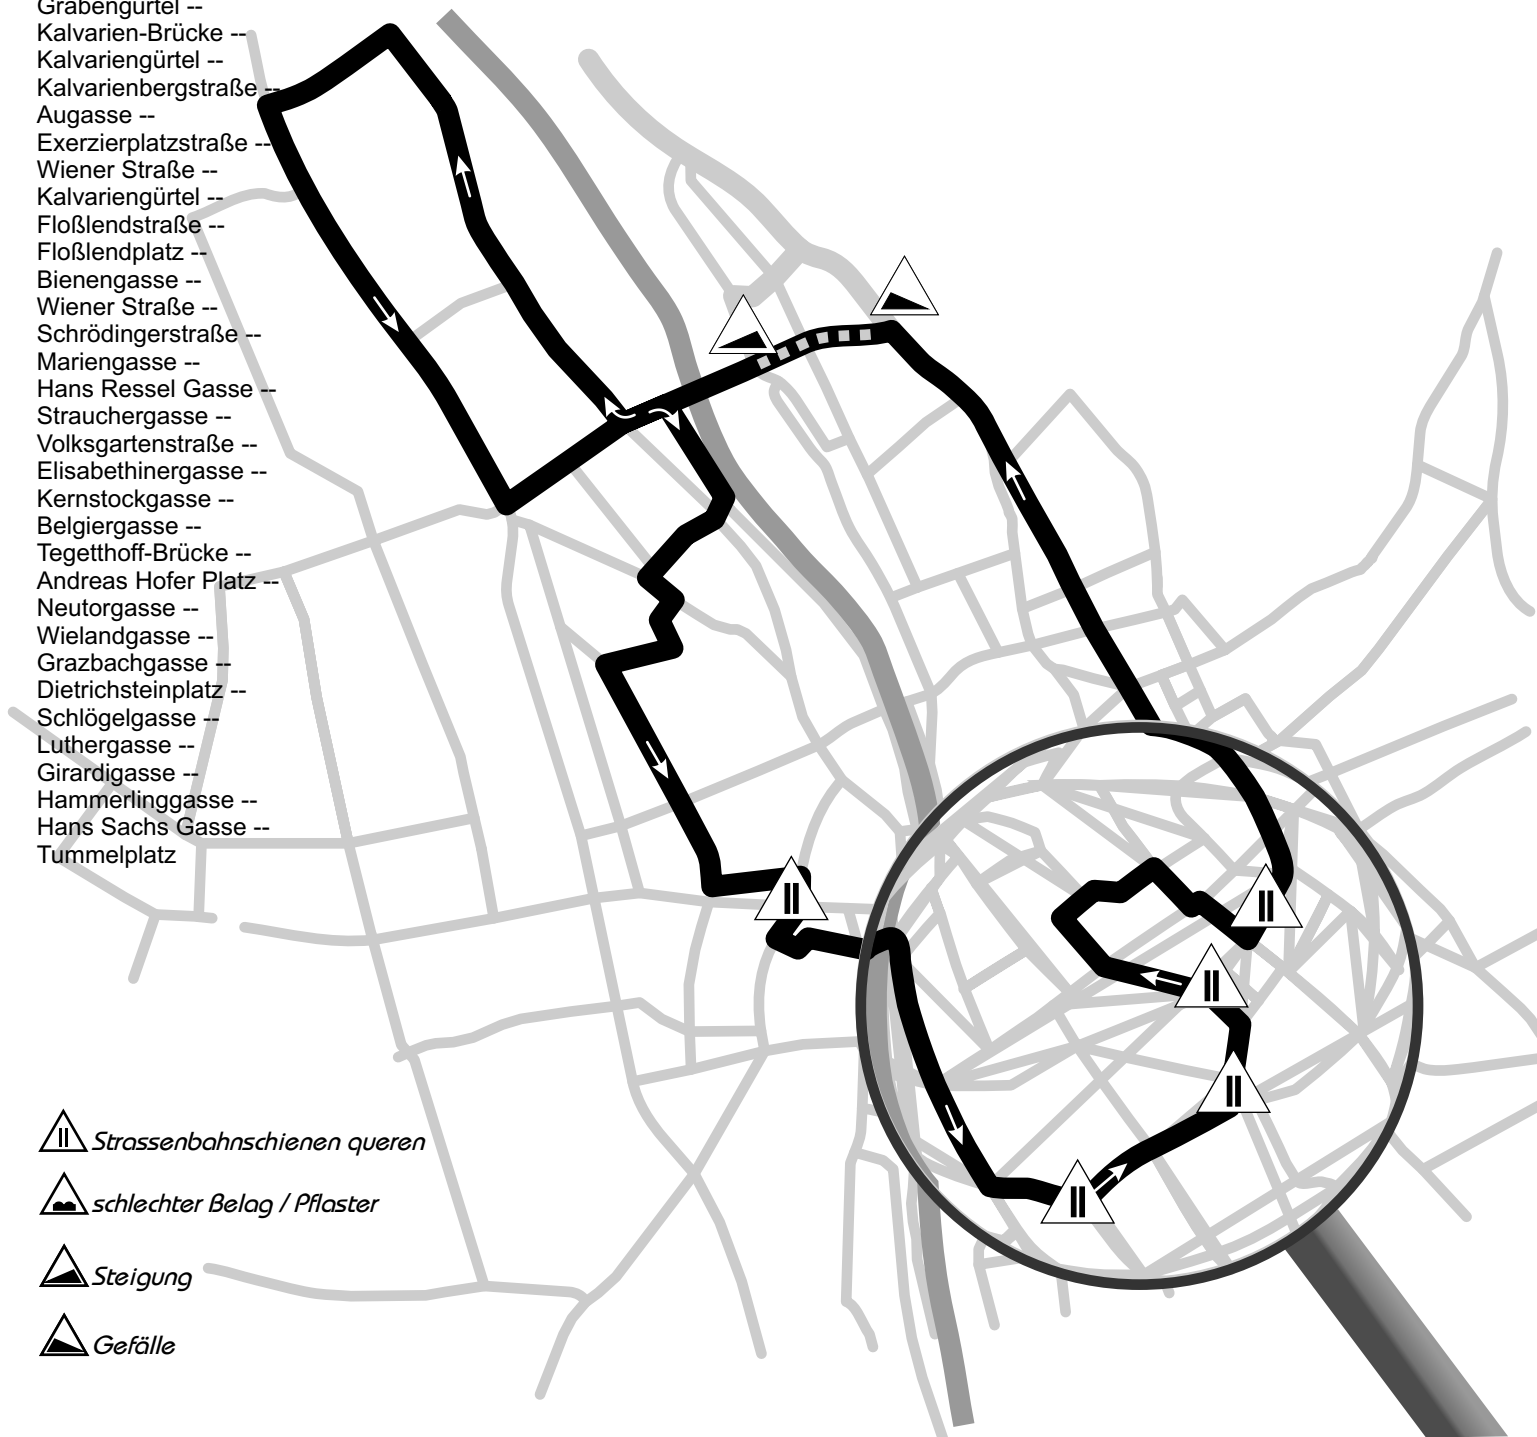 Grabengürtel --
Kalvarien-Brücke --
Kalvariengürtel --
Kalvarienbergstraße --
Augasse --
Exerzierplatzstraße --
Wiener Straße --
Kalvariengürtel --
Floßlendstraße --
Floßlendplatz --
Bienengasse --
Wiener Straße --
Schrödingerstraße --
Mariengasse --
Hans Ressel Gasse --
Strauchergasse --
Volksgartenstraße --
Elisabethinergasse --
Kernstockgasse --
Belgiergasse --
Tegetthoff-Brücke --
Andreas Hofer Platz --
Neutorgasse --
Wielandgasse --
Grazbachgasse --
Dietrichsteinplatz --
Schlögelgasse --
Luthergasse --
Girardigasse --
Hammerlinggasse --
Hans Sachs Gasse --
Tummelplatz
Strassenbahnschienen queren
schlechter Belag / Pflaster
Steigung
Gefälle